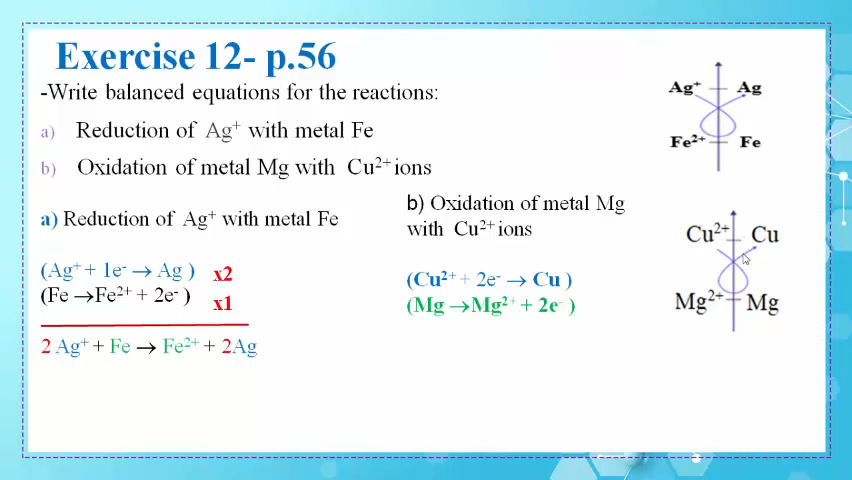 Exercise 12- p.56
-Write balanced equations for the reactions:
a) Reduction of Ag⁺ with metal Fe
b) Oxidation of metal Mg with Cu²⁺ ions
a) Reduction of Ag⁺ with metal Fe
(Ag⁺ + 1e⁻ → Ag ) x2
(Fe →Fe²⁺ + 2e⁻ ) x1
2 Ag⁺ + Fe → Fe²⁺ + 2Ag
b) Oxidation of metal Mg
with Cu²⁺ ions
(Cu²⁺ + 2e⁻ → Cu )
(Mg →Mg²⁺ + 2e⁻ )
Ag⁺ Ag
Fe²⁺ Fe
Cu²⁺ Cu
Mg²⁺ Mg